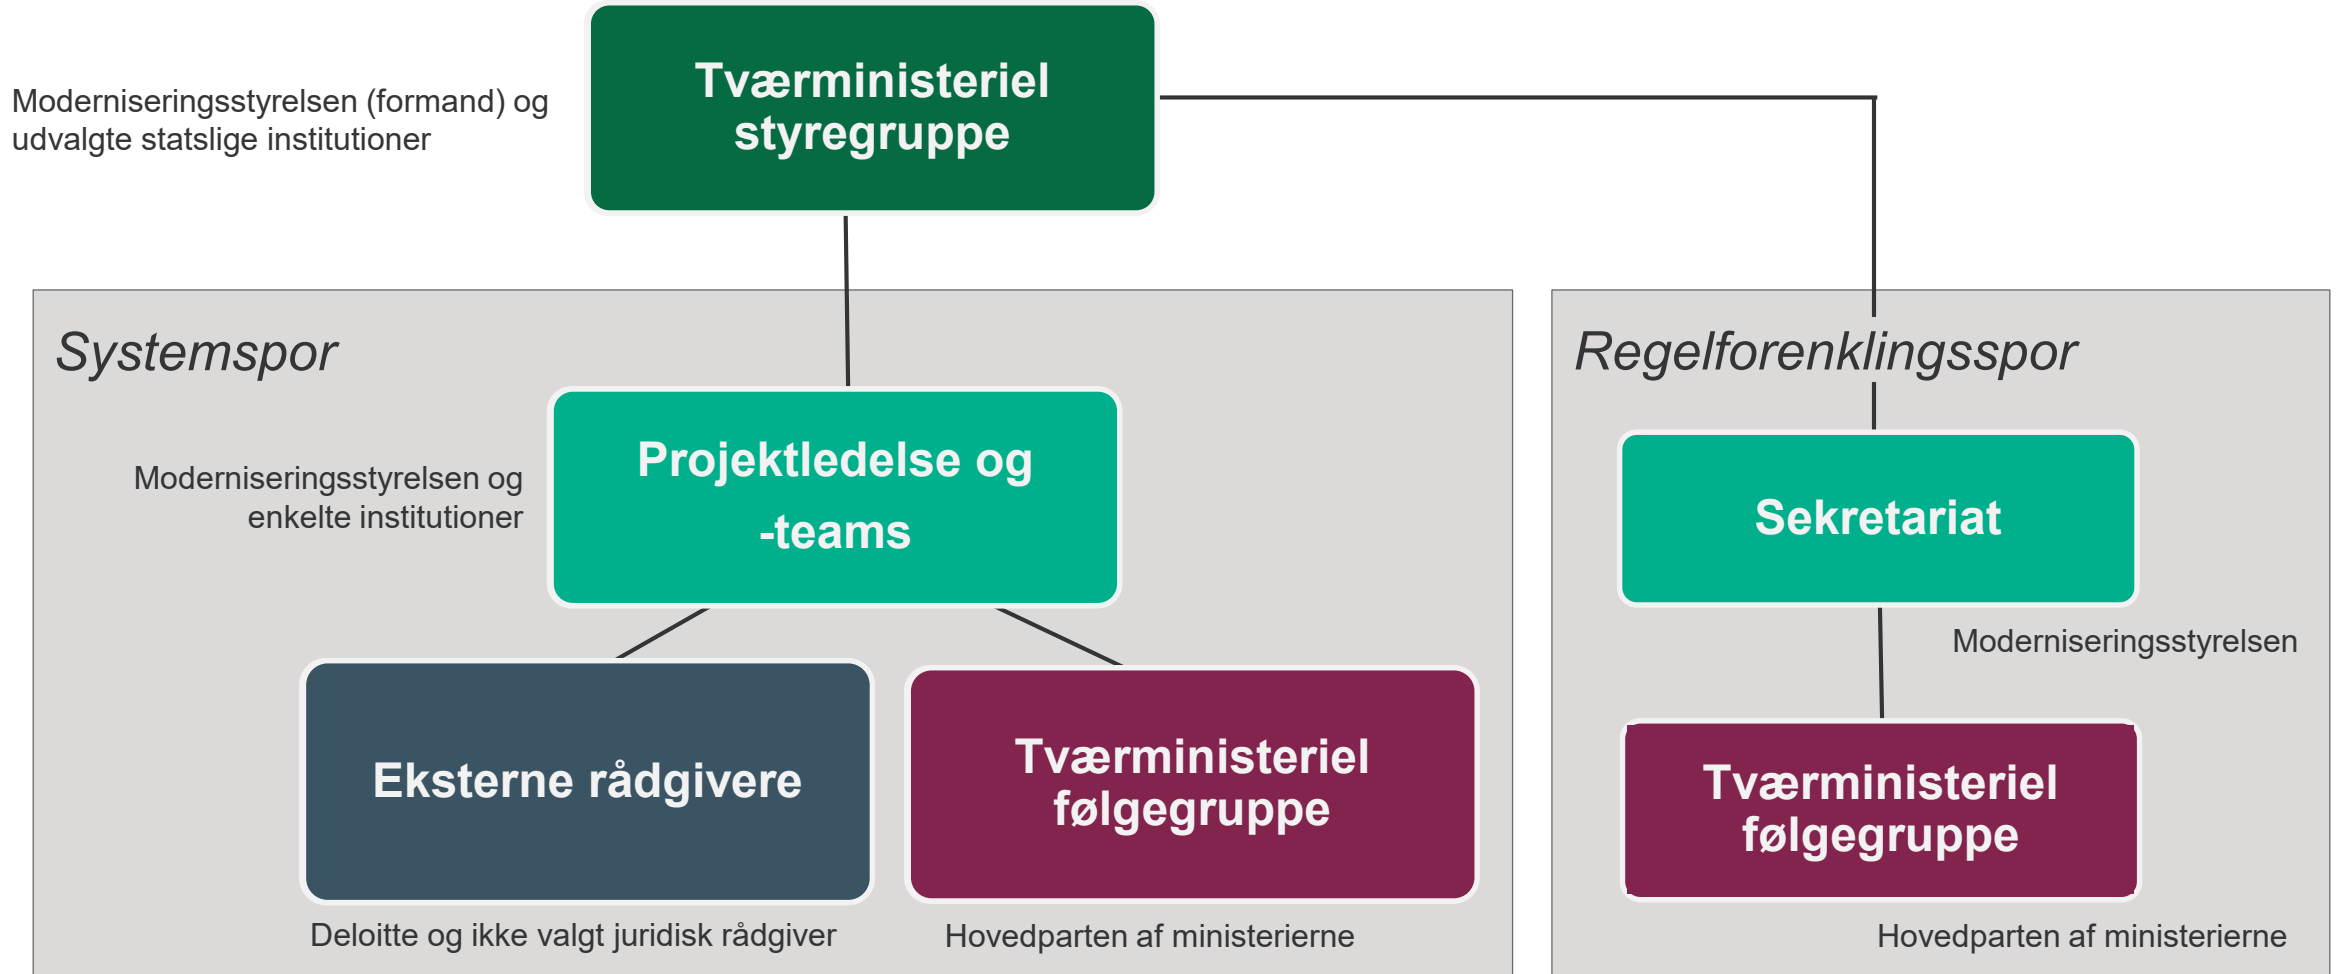 Tværministeriel
styregruppe
Moderniseringsstyrelsen (formand) og
udvalgte statslige institutioner
Systemspor
Projektledelse og
-teams
Moderniseringsstyrelsen og
enkelte institutioner
Eksterne rådgivere
Deloitte og ikke valgt juridisk rådgiver
Tværministeriel
følgegruppe
Hovedparten af ministerierne
Regelforenklingsspor
Sekretariat
Moderniseringsstyrelsen
Tværministeriel
følgegruppe
Hovedparten af ministerierne